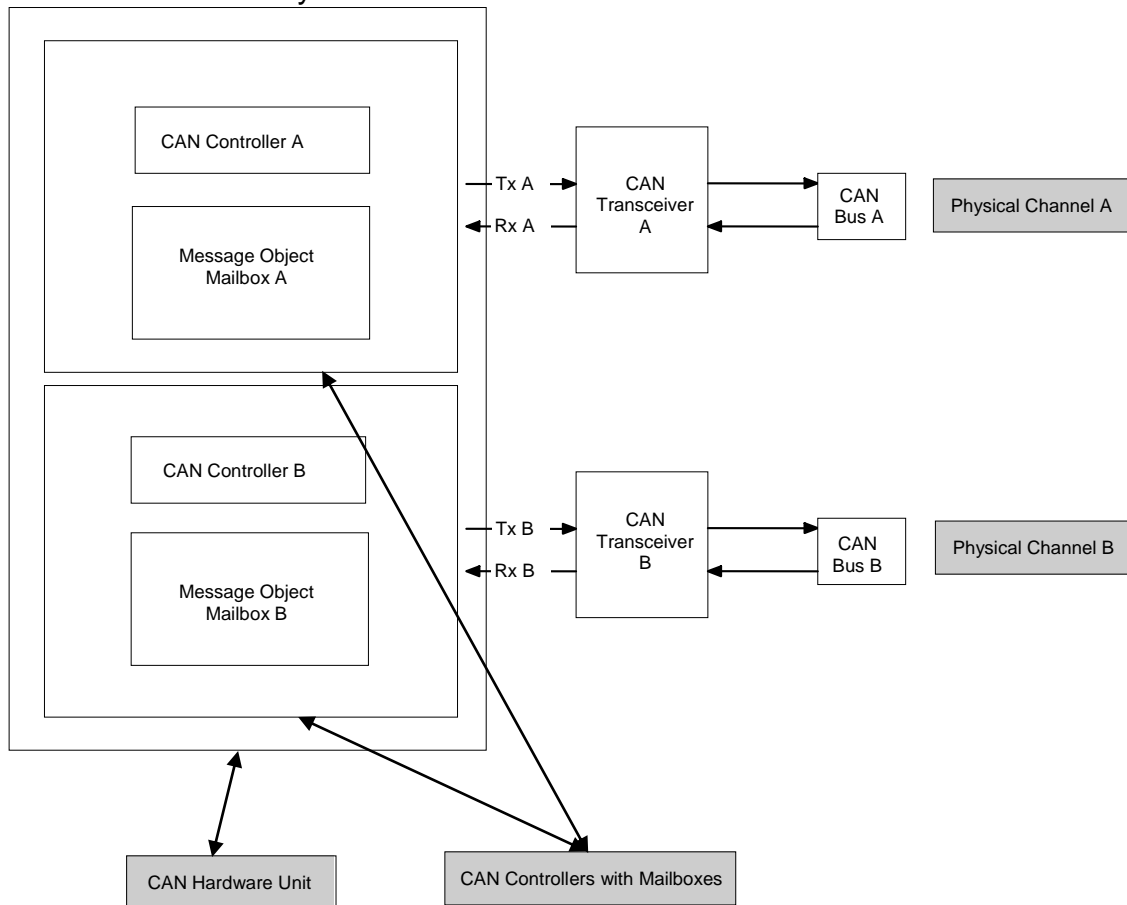 CAN Controller A
Message Object
Mailbox A
Tx A
Rx A
CAN
Transceiver
A
CAN
Bus A
Physical Channel A
CAN Controller B
Message Object
Mailbox B
Tx B
Rx B
CAN
Transceiver
B
CAN
Bus B
Physical Channel B
CAN Hardware Unit
CAN Controllers with Mailboxes